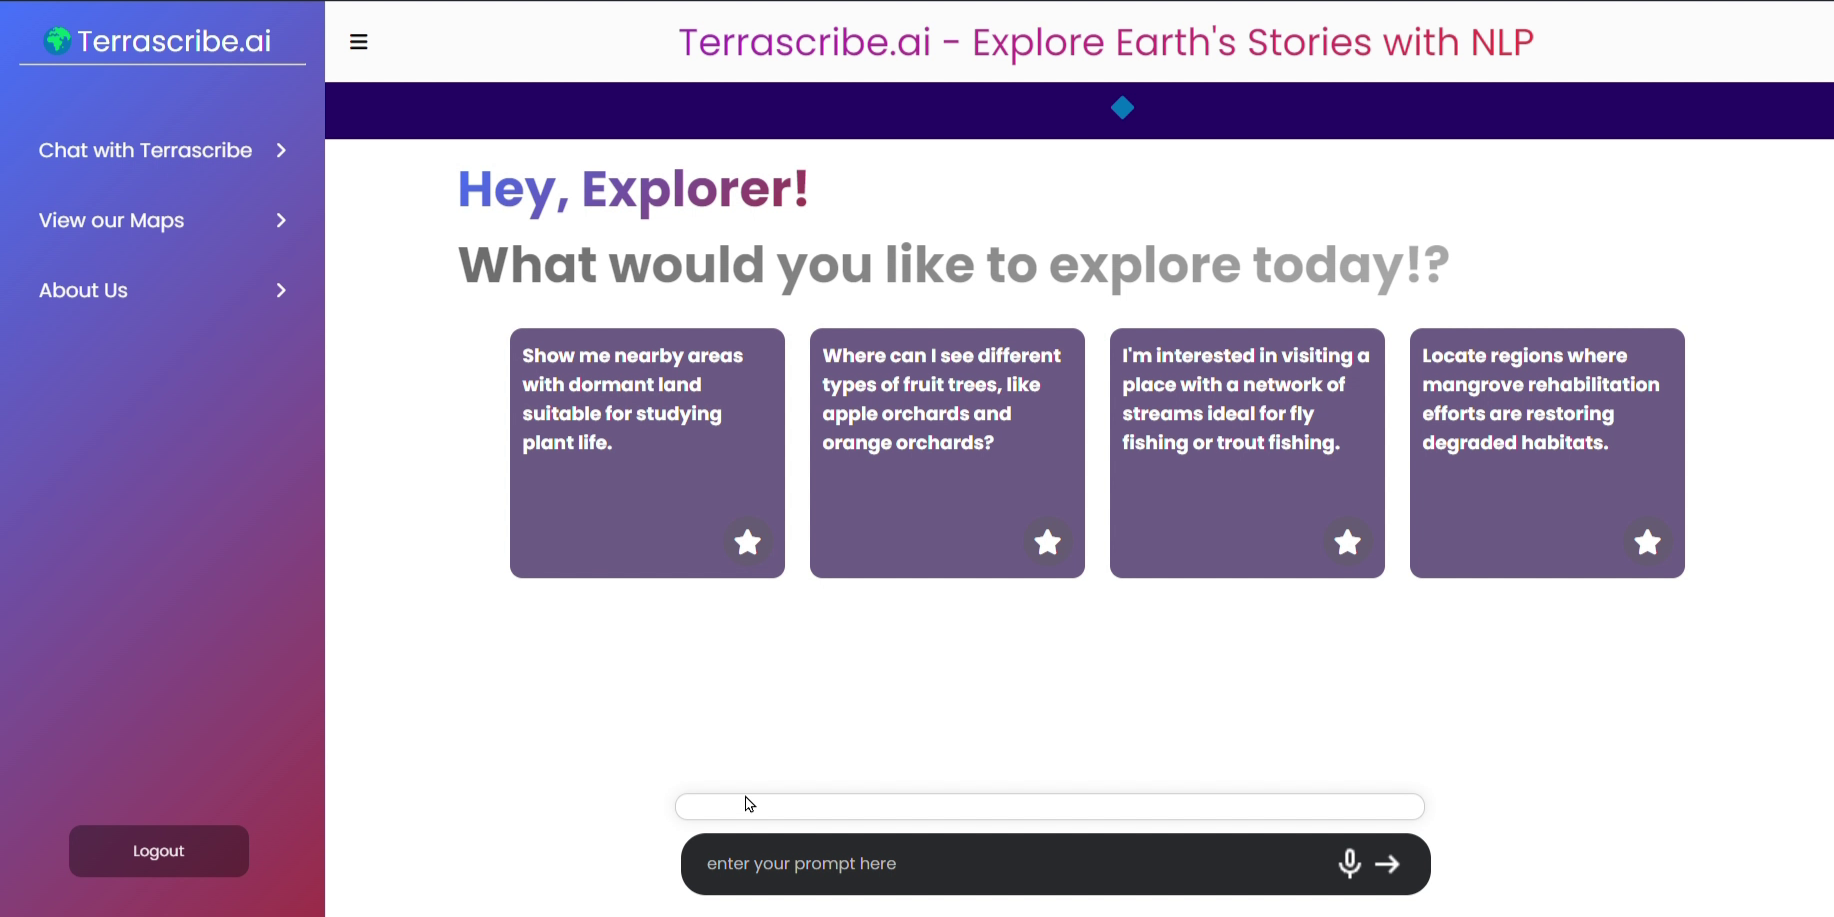 Terrascribe.ai
Chat with Terrascribe
View our Maps
About Us
Logout
Terrascribe.ai - Explore Earth's Stories with NLP
Hey, Explorer!
What would you like to explore today!?
Show me nearby areas
with dormant land
suitable for studying
plant life.
Where can I see different
types of fruit trees, like
apple orchards and
orange orchards?
I'm interested in visiting a
place with a network of
streams ideal for fly
fishing or trout fishing.
Locate regions where
mangrove rehabilitation
efforts are restoring
degraded habitats.
enter your prompt here